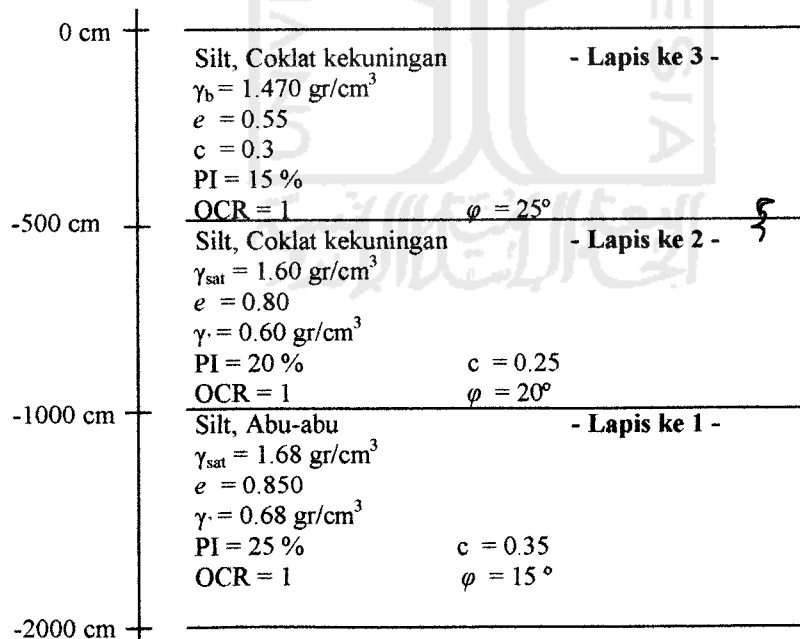 0 cm
Silt, Coklat kekuningan - Lapis ke 3 -
γb = 1.470 gr/cm³
e = 0.55
c = 0.3
PI = 15 %
OCR = 1 φ = 25°
-500 cm
Silt, Coklat kekuningan - Lapis ke 2 -
γsat = 1.60 gr/cm³
e = 0.80
γ' = 0.60 gr/cm³
PI = 20 % c = 0.25
OCR = 1 φ = 20°
-1000 cm
Silt, Abu-abu - Lapis ke 1 -
γsat = 1.68 gr/cm³
e = 0.850
γ' = 0.68 gr/cm³
PI = 25 % c = 0.35
OCR = 1 φ = 15 °
-2000 cm